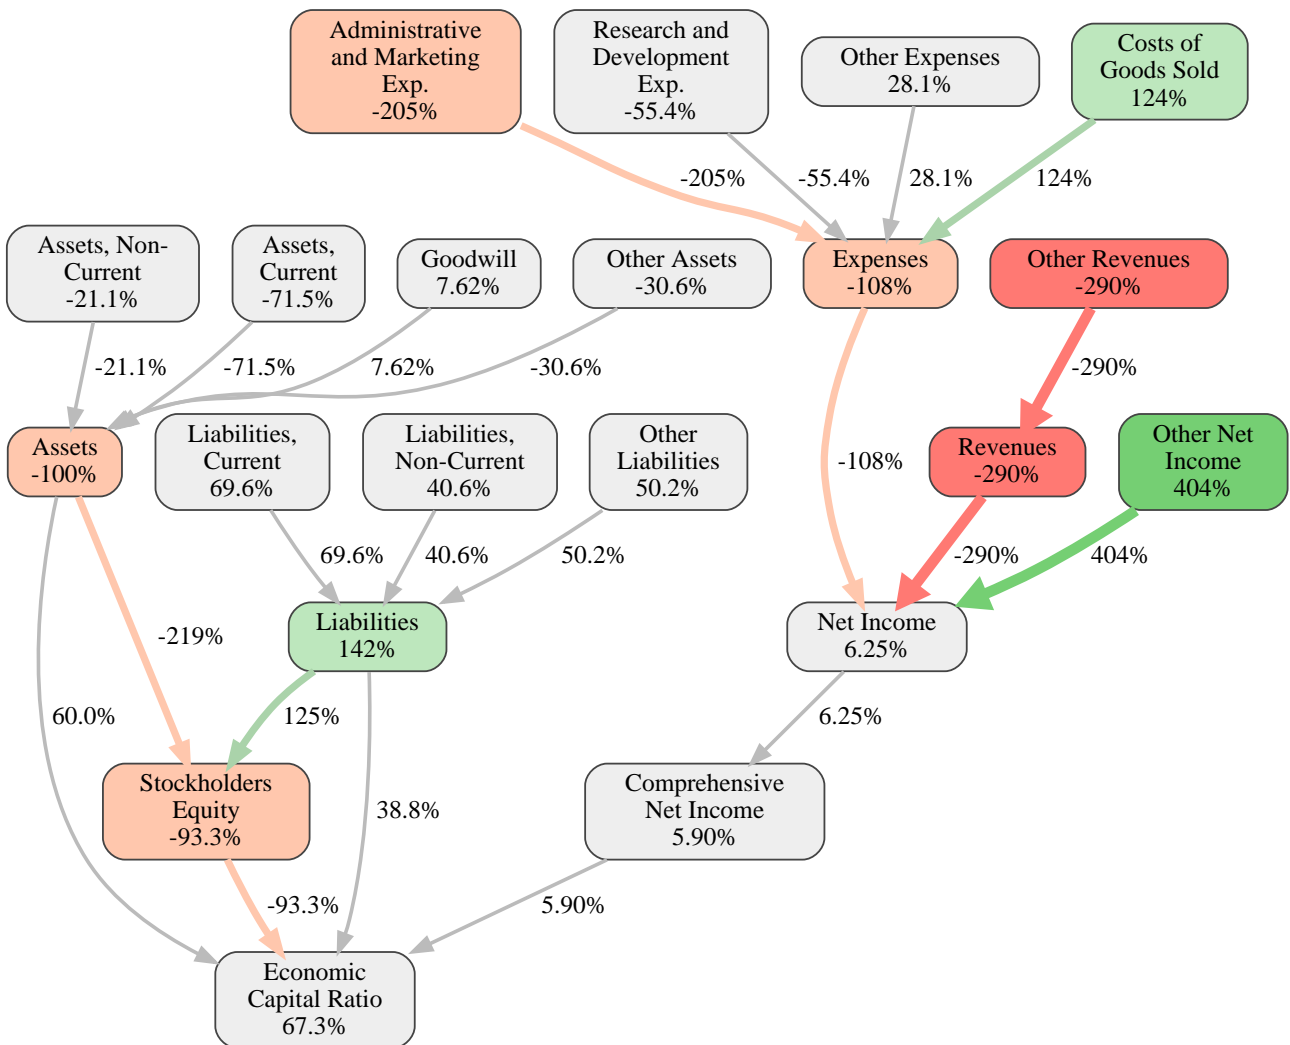 Administrative
and Marketing
Exp.
-205%
Research and
Development
Exp.
-55.4%
Other Expenses
28.1%
Costs of
Goods Sold
124%
-205%
-55.4%
28.1%
124%
Assets, Non-
Current
-21.1%
Assets,
Current
-71.5%
Goodwill
7.62%
Other Assets
-30.6%
Expenses
-108%
Other Revenues
-290%
-21.1%
-71.5%
7.62%
-30.6%
-290%
Assets
-100%
Liabilities,
Current
69.6%
Liabilities,
Non-Current
40.6%
Other
Liabilities
50.2%
-108%
Revenues
-290%
Other Net
Income
404%
69.6%
40.6%
50.2%
-290%
404%
-219%
Liabilities
142%
Net Income
6.25%
60.0%
125%
6.25%
Stockholders
Equity
-93.3%
38.8%
Comprehensive
Net Income
5.90%
-93.3%
5.90%
Economic
Capital Ratio
67.3%